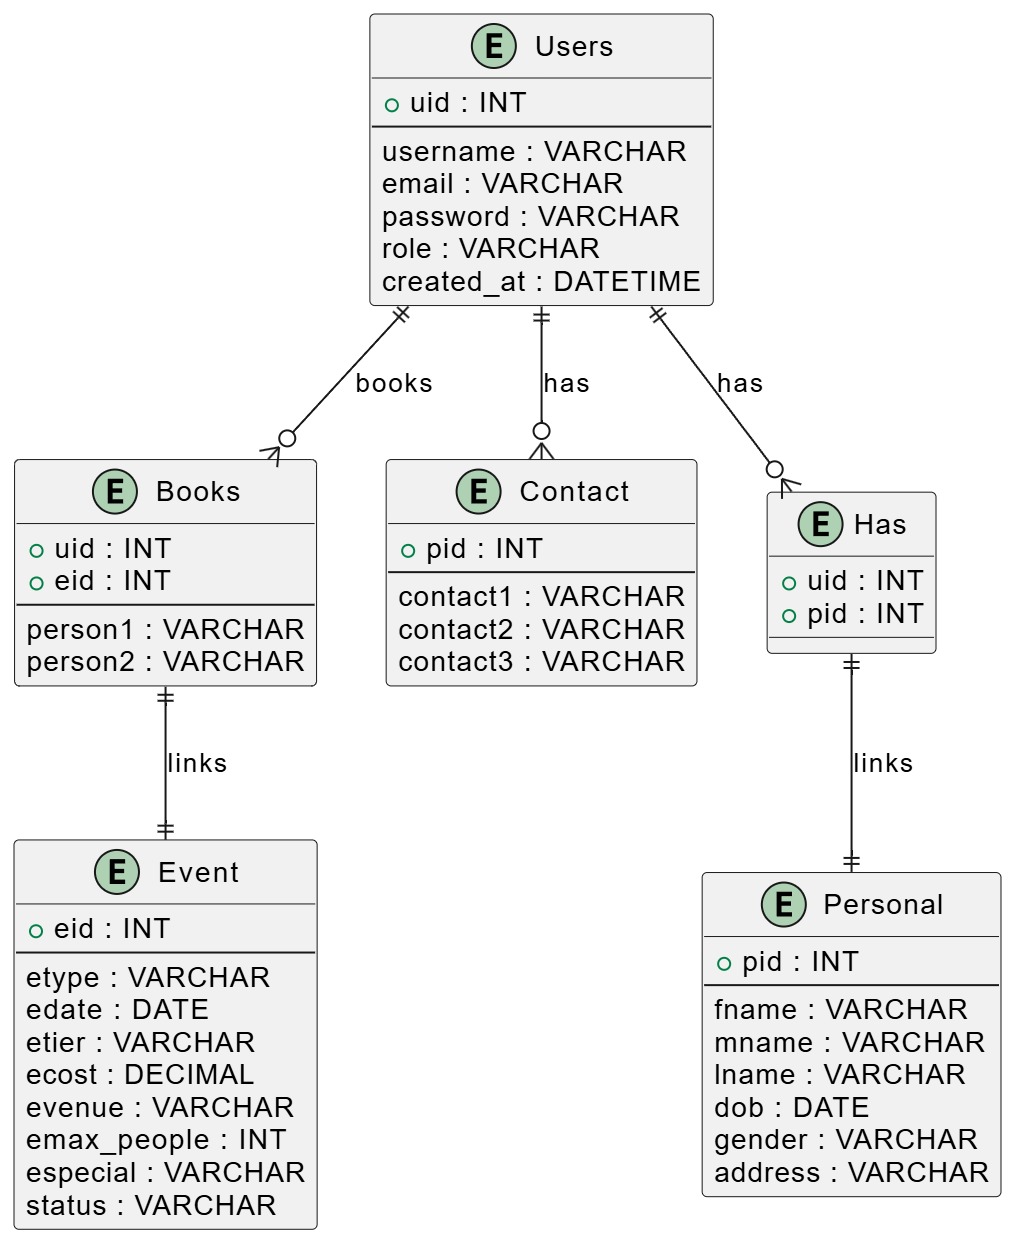 E Users
uid : INT
username : VARCHAR
email : VARCHAR
password : VARCHAR
role : VARCHAR
created_at : DATETIME
books
has
has
E Books
uid : INT
eid : INT
person1 : VARCHAR
person2 : VARCHAR
E Contact
pid : INT
contact1 : VARCHAR
contact2 : VARCHAR
contact3 : VARCHAR
E Has
uid : INT
pid : INT
links
links
E Event
eid : INT
etype : VARCHAR
edate : DATE
etier : VARCHAR
ecost : DECIMAL
evenue : VARCHAR
emax_people : INT
especial : VARCHAR
status : VARCHAR
E Personal
pid : INT
fname : VARCHAR
mname : VARCHAR
lname : VARCHAR
dob : DATE
gender : VARCHAR
address : VARCHAR